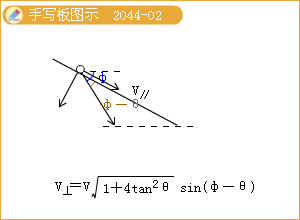 手写板图示 2044-02
ф
V//
ф-θ
V⊥=V√1+4tan²θ sin(ф-θ)